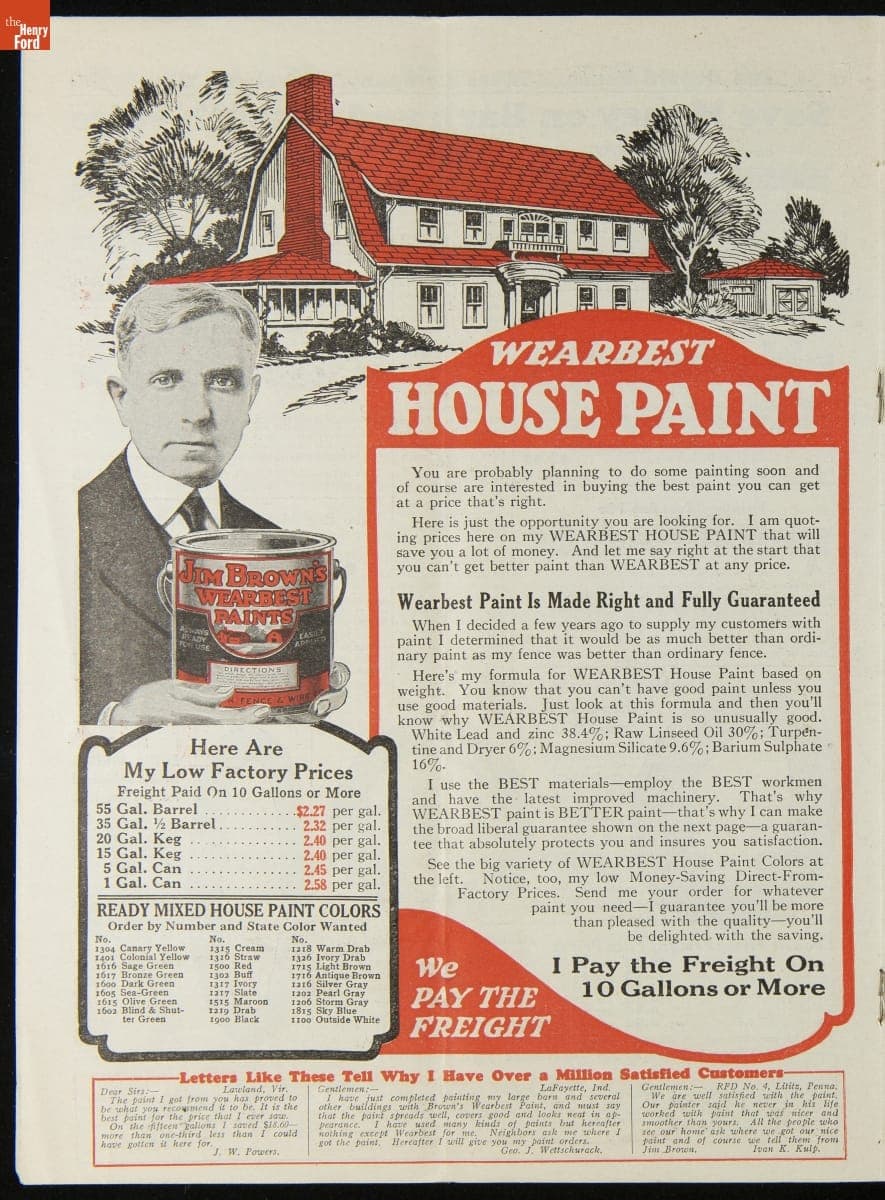 the
Henry
Ford
WEARBEST
HOUSE PAINT
You are probably planning to do some painting soon and
of course are interested in buying the best paint you can get
at a price that's right.
Here is just the opportunity you are looking for. I am quot-
ing prices here on my WEARBEST HOUSE PAINT that will
save you a lot of money. And let me say right at the start that
you can't get better paint than WEARBEST at any price.
Wearbest Paint Is Made Right and Fully Guaranteed
When I decided a few years ago to supply my customers with
paint I determined that it would be as much better than ordi-
nary paint as my fence was better than ordinary fence.
Here's my formula for WEARBEST House Paint based on
weight. You know that you can't have good paint unless you
use good materials. Just look at this formula and then you'll
know why WEARBEST House Paint is so unusually good.
White Lead and zinc 38.4%; Raw Linseed Oil 30%; Turpen-
tine and Dryer 6%; Magnesium Silicate 9.6%; Barium Sulphate
16%.
I use the BEST materials—employ the BEST workmen
and have the latest improved machinery. That's why
WEARBEST paint is BETTER paint—that's why I can make
the broad liberal guarantee shown on the next page—a guaran-
tee that absolutely protects you and insures you satisfaction.
See the big variety of WEARBEST House Paint Colors at
the left. Notice, too, my low Money-Saving Direct-From-
Factory Prices. Send me your order for whatever
paint you need—I guarantee you'll be more
than pleased with the quality—you'll
be delighted with the saving.
I Pay the Freight On
10 Gallons or More
We
PAY THE
FREIGHT
JIM BROWN'S
WEARBEST
PAINTS
ALWAYS
READY
FOR USE
EASILY
APPLIED
DIRECTIONS
FENCE & WIRE
Here Are
My Low Factory Prices
Freight Paid On 10 Gallons or More
55 Gal. Barrel ............. $2.27 per gal.
35 Gal. ½ Barrel ........... 2.32 per gal.
20 Gal. Keg .............. 2.40 per gal.
15 Gal. Keg .............. 2.40 per gal.
5 Gal. Can .............. 2.45 per gal.
1 Gal. Can .............. 2.58 per gal.
READY MIXED HOUSE PAINT COLORS
Order by Number and State Color Wanted
No. No. No.
1304 Canary Yellow 1315 Cream 1218 Warm Drab
1401 Colonial Yellow 1316 Straw 1326 Ivory Drab
1616 Sage Green 1500 Red 1715 Light Brown
1617 Bronze Green 1302 Buff 1716 Antique Brown
1600 Dark Green 1317 Ivory 1216 Silver Gray
1605 Sea-Green 1217 Slate 1202 Pearl Gray
1615 Olive Green 1515 Maroon 1206 Storm Gray
1602 Blind & Shut- 1219 Drab 1815 Sky Blue
ter Green 1900 Black 1100 Outside White
Letters Like These Tell Why I Have Over a Million Satisfied Customers
Dear Sirs:— Lawland, Vir.
The paint I got from you has proved to
be what you recommend it to be. It is the
best paint for the price that I ever saw.
On the fifteen gallons I saved $18.60—
more than one-third less than I could
have gotten it here for.
J. W. Powers.
Gentlemen:— LaFayette, Ind.
I have just completed painting my large barn and several
other buildings with Brown's Wearbest Paint, and must say
that the paint spreads well, covers good and looks neat in ap-
pearance. I have used many kinds of paints but hereafter
nothing except Wearbest for me. Neighbors ask me where I
got the paint. Hereafter I will give you my paint orders.
Geo. J. Wettschurack.
Gentlemen:— RFD No. 4, Lititz, Penna.
We are well satisfied with the paint.
Our painter said he never in his life
worked with paint that was nicer and
smoother than yours. All the people who
see our home ask where we got our nice
paint and of course we tell them from
Jim Brown. Ivan K. Kulp.